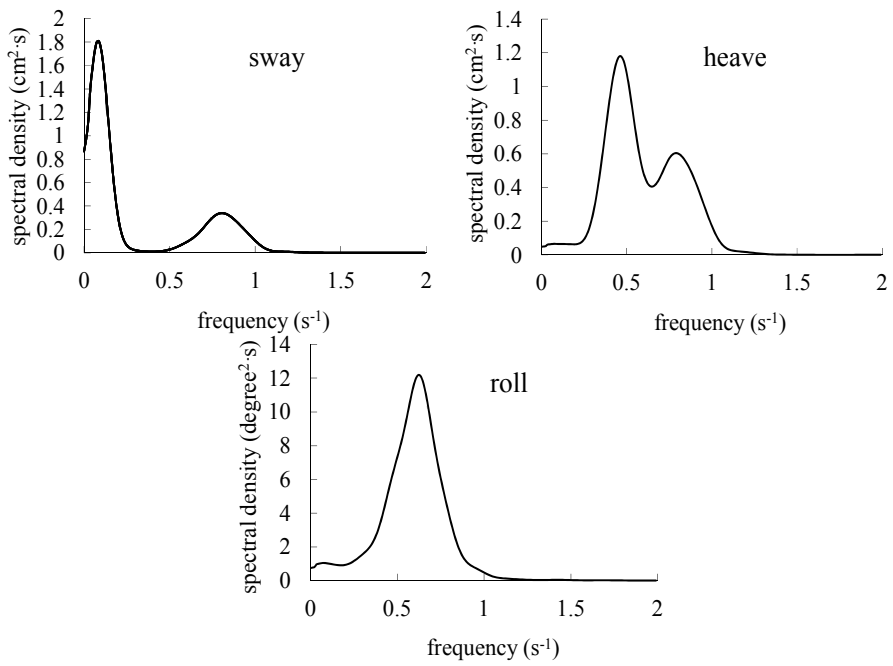 sway
spectral density (cm²·s)
2
1.8
1.6
1.4
1.2
1
0.8
0.6
0.4
0.2
0
0 0.5 1 1.5 2
frequency (s⁻¹)
heave
spectral density (cm²·s)
1.4
1.2
1
0.8
0.6
0.4
0.2
0
0 0.5 1 1.5 2
frequency (s⁻¹)
roll
spectral density (degree²·s)
14
12
10
8
6
4
2
0
0 0.5 1 1.5 2
frequency (s⁻¹)